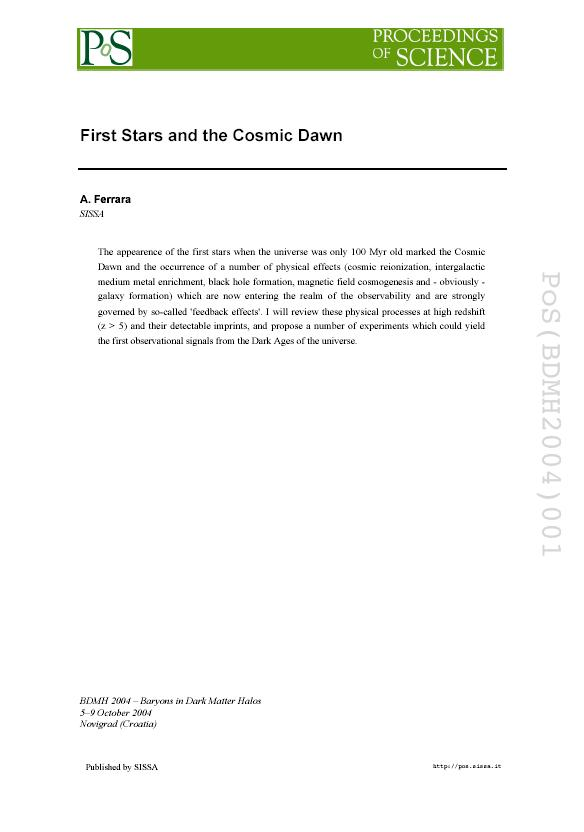 PoS
PROCEEDINGS
OF SCIENCE
First Stars and the Cosmic Dawn
A. Ferrara
SISSA
The appearence of the first stars when the universe was only 100 Myr old marked the Cosmic
Dawn and the occurrence of a number of physical effects (cosmic reionization, intergalactic
medium metal enrichment, black hole formation, magnetic field cosmogenesis and - obviously -
galaxy formation) which are now entering the realm of the observability and are strongly
governed by so-called 'feedback effects'. I will review these physical processes at high redshift
(z > 5) and their detectable imprints, and propose a number of experiments which could yield
the first observational signals from the Dark Ages of the universe.
PoS(BDMH2004)001
BDMH 2004 – Baryons in Dark Matter Halos
5–9 October 2004
Novigrad (Croatia)
Published by SISSA
http://pos.sissa.it